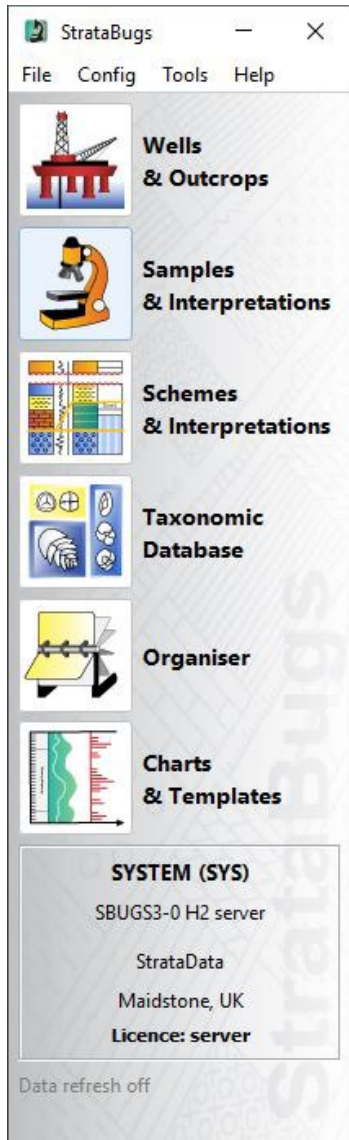 StrataBugs
File Config Tools Help
Wells
& Outcrops
Samples
& Interpretations
Schemes
& Interpretations
Taxonomic
Database
Organiser
Charts
& Templates
StrataBugs
SYSTEM (SYS)
SBUGS3-0 H2 server
StrataData
Maidstone, UK
Licence: server
Data refresh off